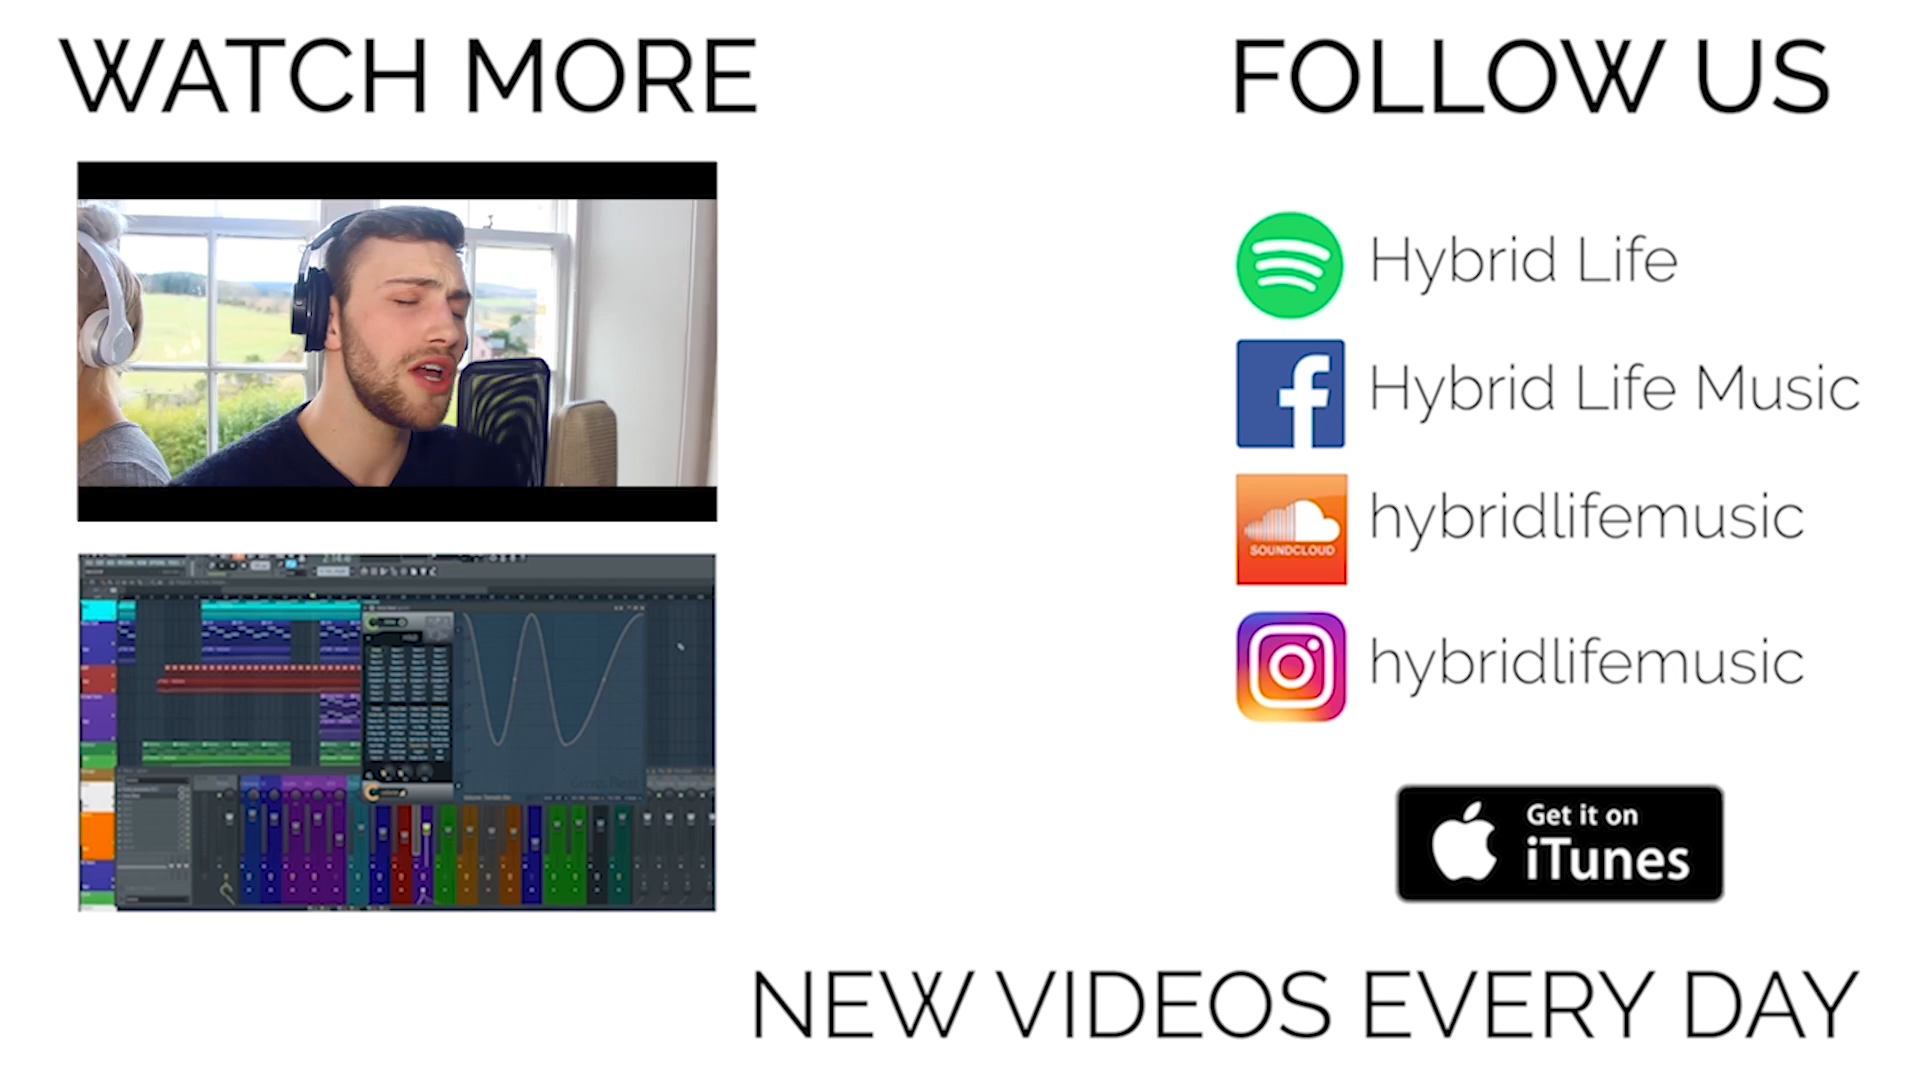 WATCH MORE
FOLLOW US
Hybrid Life
Hybrid Life Music
SOUNDCLOUD
hybridlifemusic
hybridlifemusic
Get it on
iTunes
NEW VIDEOS EVERY DAY